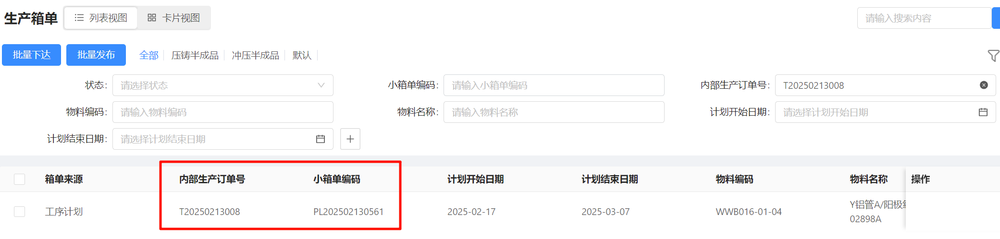 生产箱单 列表视图 卡片视图 请输入搜索内容
批量下达 批量发布 全部 压铸半成品 冲压半成品 默认
状态: 请选择状态 小箱单编码: 请输入小箱单编码 内部生产订单号: T20250213008
物料编码: 请输入物料编码 物料名称: 请输入物料名称 计划开始日期: 请选择计划开始日期
计划结束日期: 请选择计划结束日期
箱单来源 内部生产订单号 小箱单编码 计划开始日期 计划结束日期 物料编码 物料名称 操作
工序计划 T20250213008 PL202502130561 2025-02-17 2025-03-07 WWB016-01-04 Y铝管A/阳极
02898A